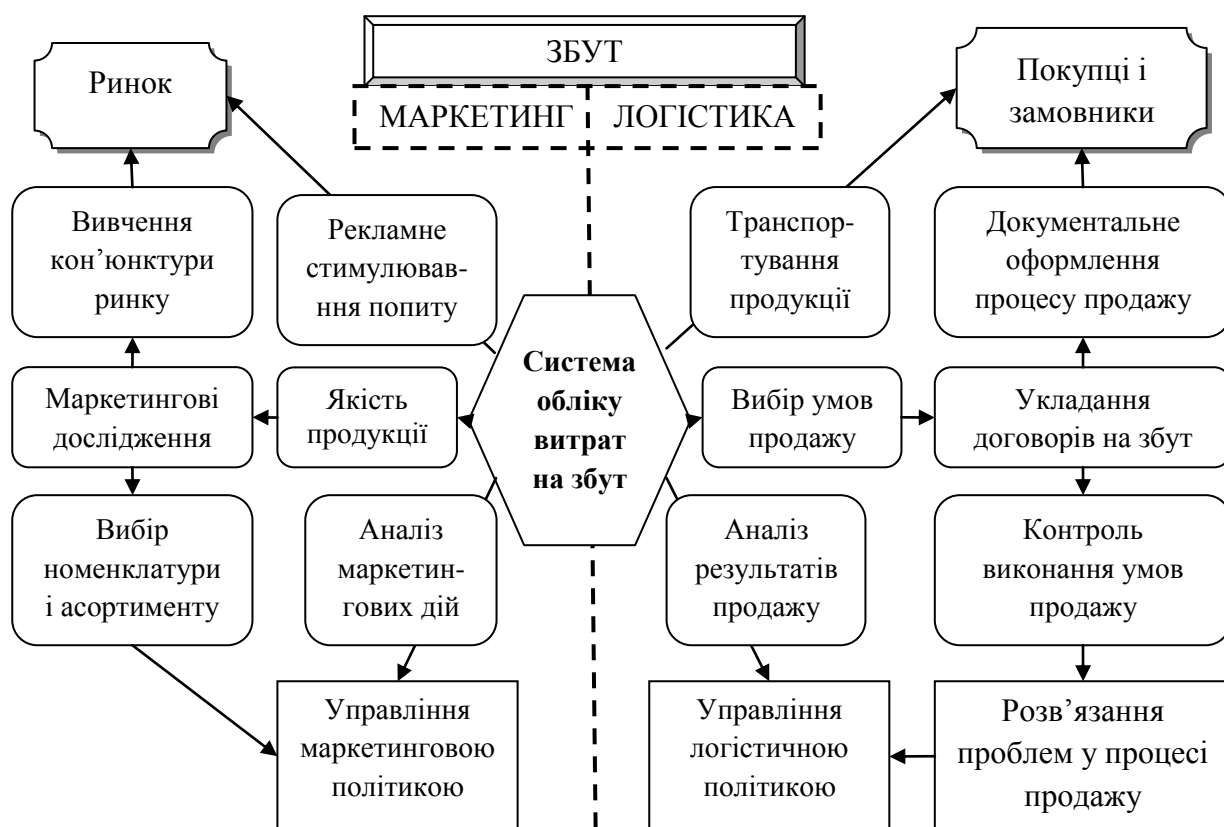 ЗБУТ
МАРКЕТИНГ
ЛОГІСТИКА
Ринок
Покупці і
замовники
Вивчення
кон’юнктури
ринку
Рекламне
стимулював-
ння попиту
Транспор-
тування
продукції
Документальне
оформлення
процесу продажу
Маркетингові
дослідження
Якість
продукції
Система
обліку
витрат
на збут
Вибір умов
продажу
Укладання
договорів на збут
Вибір
номенклатури
і асортименту
Аналіз
маркетин-
гових дій
Аналіз
результатів
продажу
Контроль
виконання умов
продажу
Управління
маркетинговою
політикою
Управління
логістичною
політикою
Розв’язання
проблем у процесі
продажу